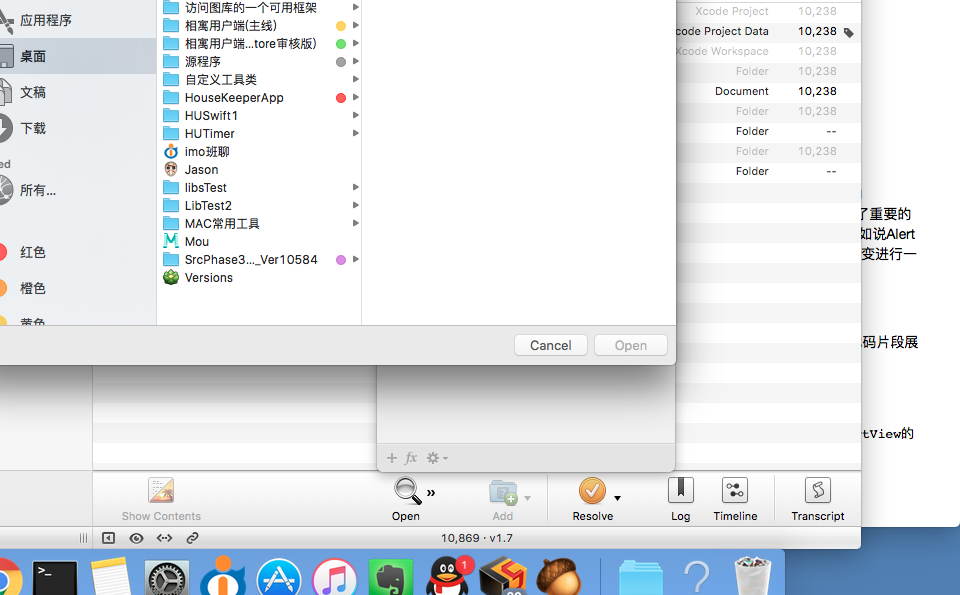 应用程序
桌面
文稿
下载
ed
所有...
红色
橙色
黄色
访问图库的一个可用框架
相寓用户端(主线)
相寓用户端...tore审核版)
源程序
自定义工具类
HouseKeeperApp
HUSwift1
HUTimer
imo班聊
Jason
libsTest
LibTest2
MAC常用工具
Mou
SrcPhase3..._Ver10584
Versions
Cancel
Open
Xcode Project 10,238
code Project Data 10,238
Xcode Workspace 10,238
Folder 10,238
Document 10,238
Folder 10,238
Folder --
Folder 10,238
Folder --
了重要的
如说Alert
变进行一
码片段展
tView的
+ fx
Show Contents
Open
»
Add
Resolve
Log
Timeline
Transcript
10,869 · v1.7
>_
1
?